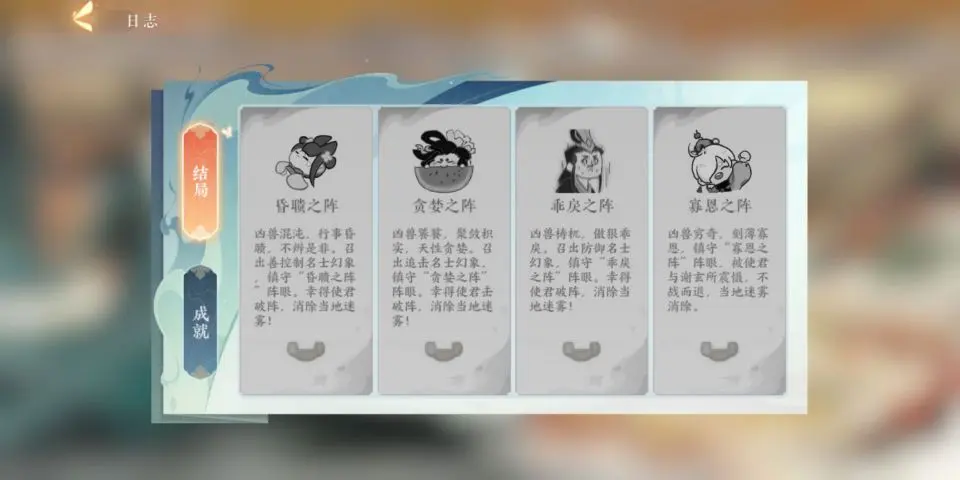 日志
结局
成就
昏聩之阵
凶兽混沌，行事昏
聩，不辨是非。召
出善控制名士幻象
，镇守“昏聩之阵
”阵眼。幸得使君
破阵，消除当地迷
雾！
贪婪之阵
凶兽饕餮，聚敛积
实，天性贪婪。召
出追击名士幻象，
镇守“贪婪之阵”
阵眼。幸得使君击
破阵，消除当地迷
雾！
乖戾之阵
凶兽梼杌，傲狠乖
戾。召出防御名士
幻象，镇守“乖戾
之阵”阵眼。幸得
使君破阵，消除当
地迷雾！
寡恩之阵
凶兽穷奇，刻薄寡
恩，镇守“寡恩之
阵”阵眼，被使君
与谢玄所震慑，不
战而退，当地迷雾
消除。